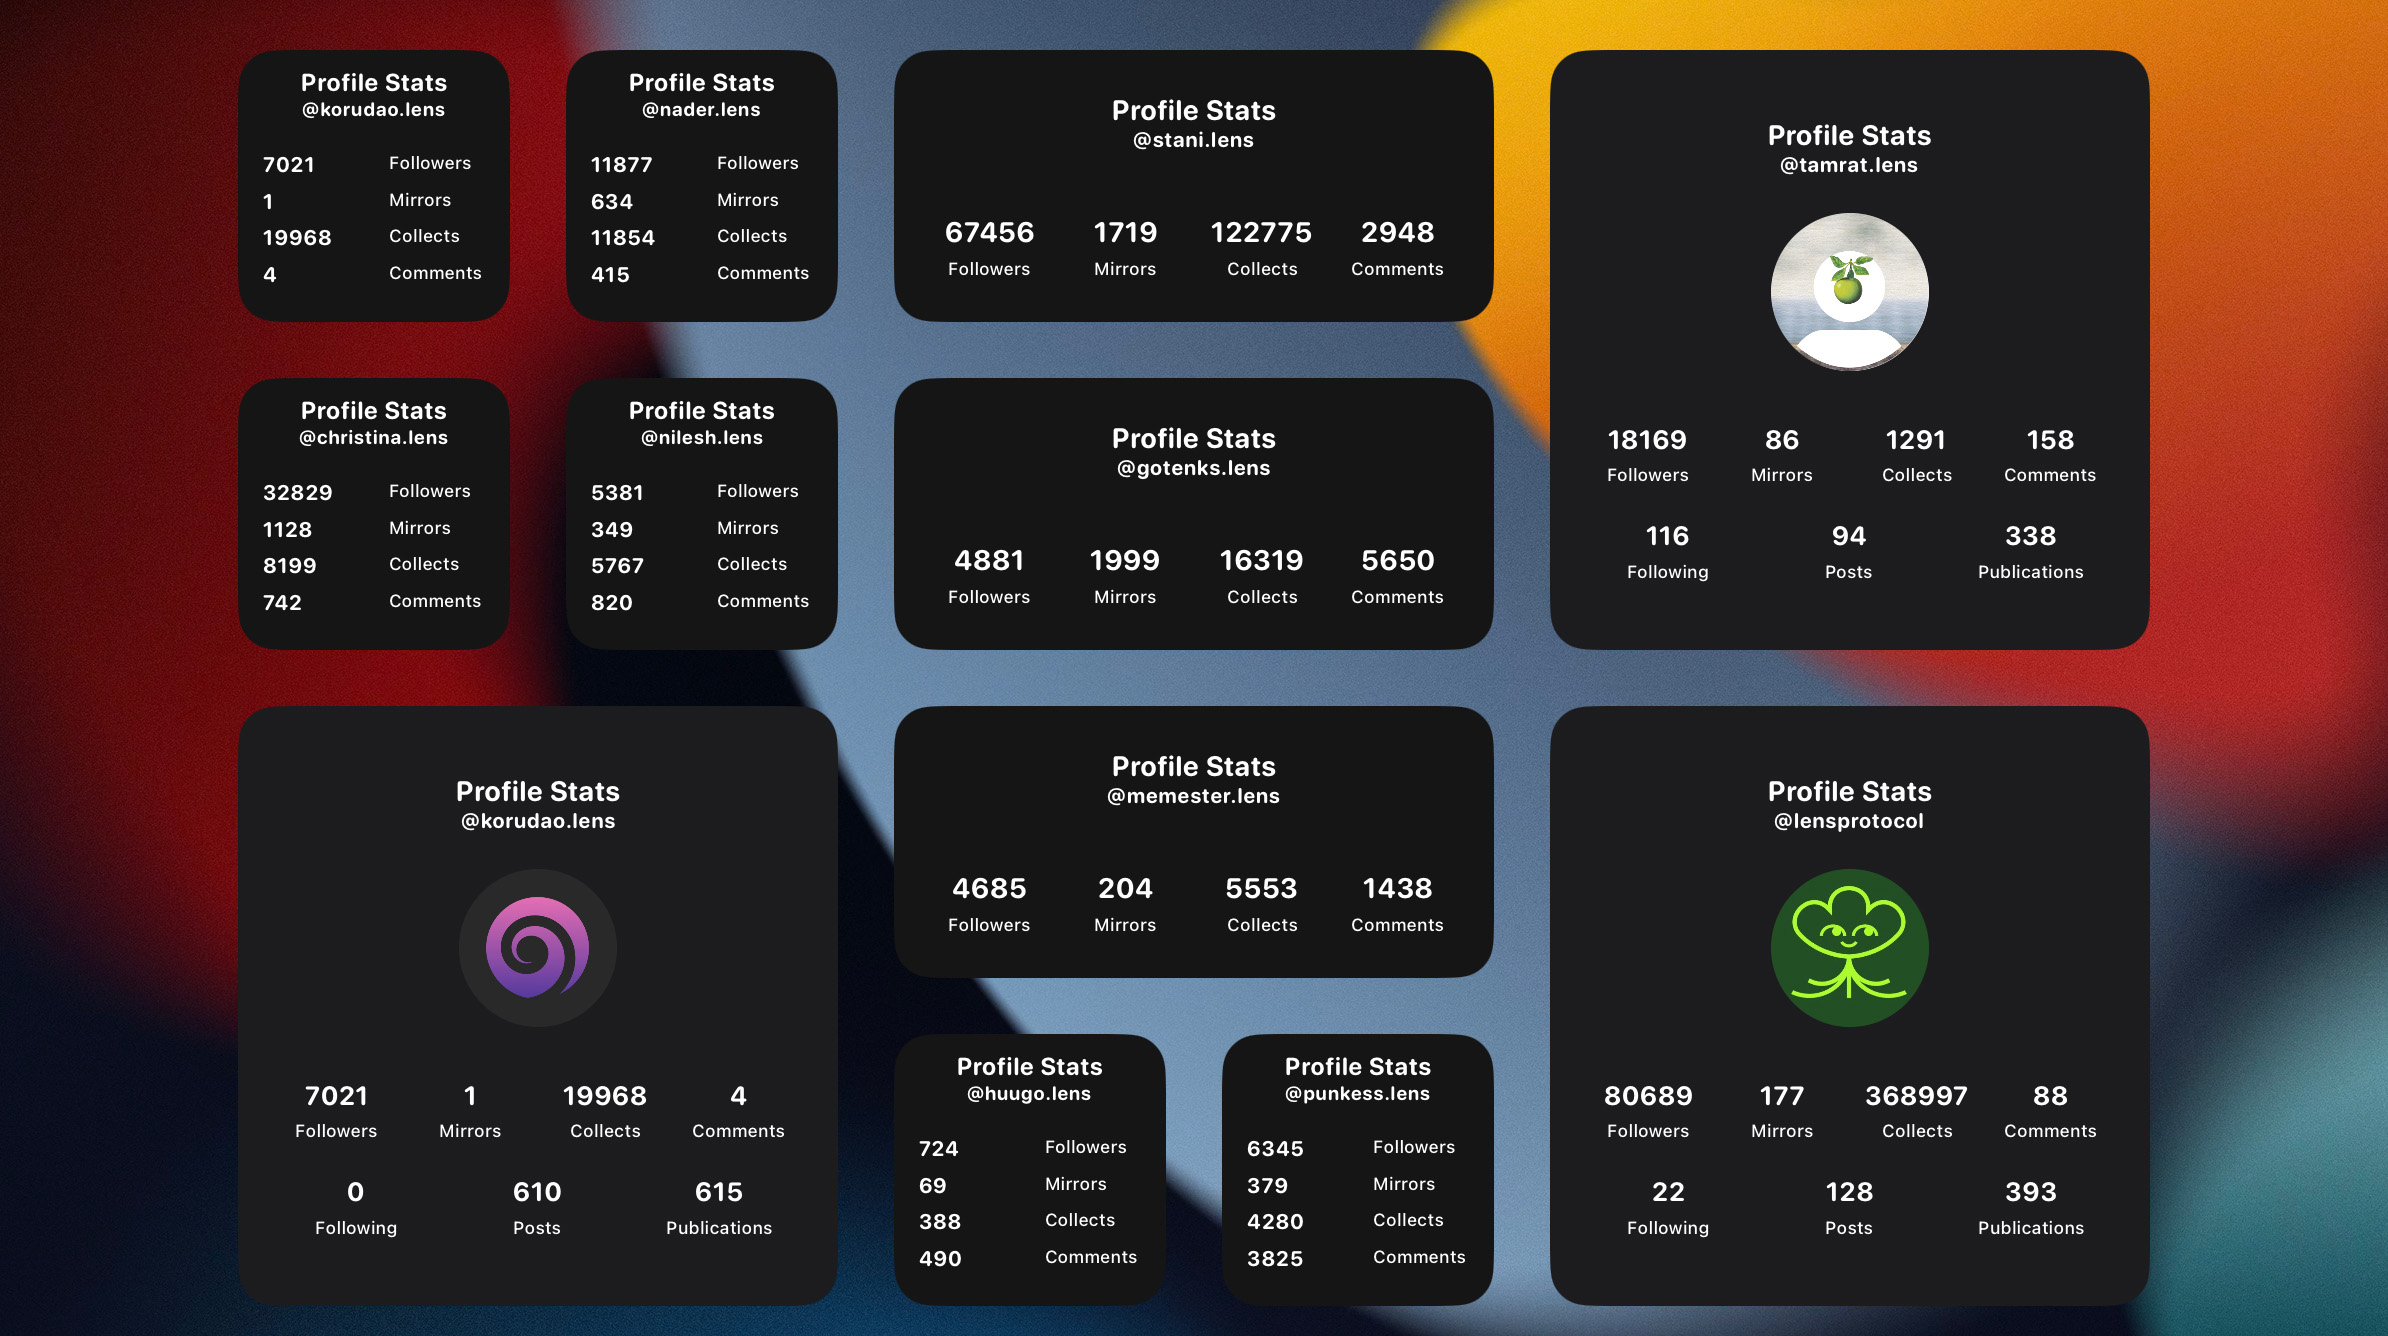 Profile Stats
@korudao.lens
7021 Followers
1 Mirrors
19968 Collects
4 Comments
Profile Stats
@nader.lens
11877 Followers
634 Mirrors
11854 Collects
415 Comments
Profile Stats
@stani.lens
67456 1719 122775 2948
Followers Mirrors Collects Comments
Profile Stats
@tamrat.lens
18169 86 1291 158
Followers Mirrors Collects Comments
116 94 338
Following Posts Publications
Profile Stats
@christina.lens
32829 Followers
1128 Mirrors
8199 Collects
742 Comments
Profile Stats
@nilesh.lens
5381 Followers
349 Mirrors
5767 Collects
820 Comments
Profile Stats
@gotenks.lens
4881 1999 16319 5650
Followers Mirrors Collects Comments
Profile Stats
@korudao.lens
7021 1 19968 4
Followers Mirrors Collects Comments
0 610 615
Following Posts Publications
Profile Stats
@memester.lens
4685 204 5553 1438
Followers Mirrors Collects Comments
Profile Stats
@huugo.lens
724 Followers
69 Mirrors
388 Collects
490 Comments
Profile Stats
@punkess.lens
6345 Followers
379 Mirrors
4280 Collects
3825 Comments
Profile Stats
@lensprotocol
80689 177 368997 88
Followers Mirrors Collects Comments
22 128 393
Following Posts Publications